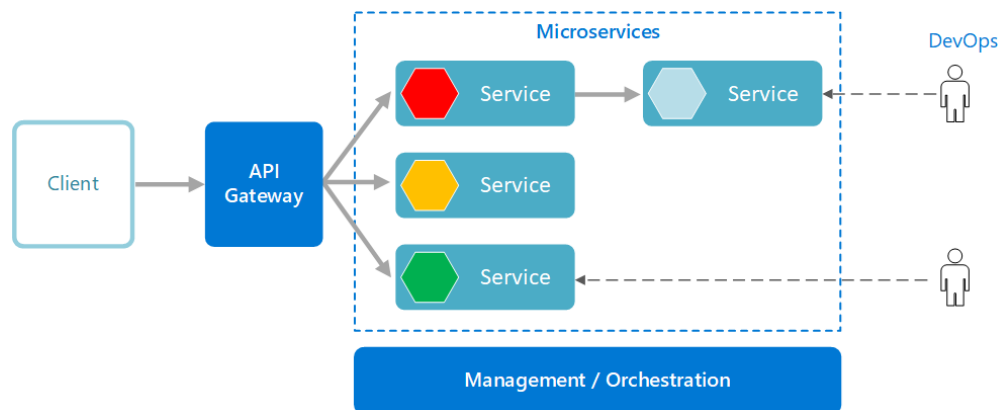 Microservices
DevOps
Service
Service
Client
API
Gateway
Service
Service
Management / Orchestration